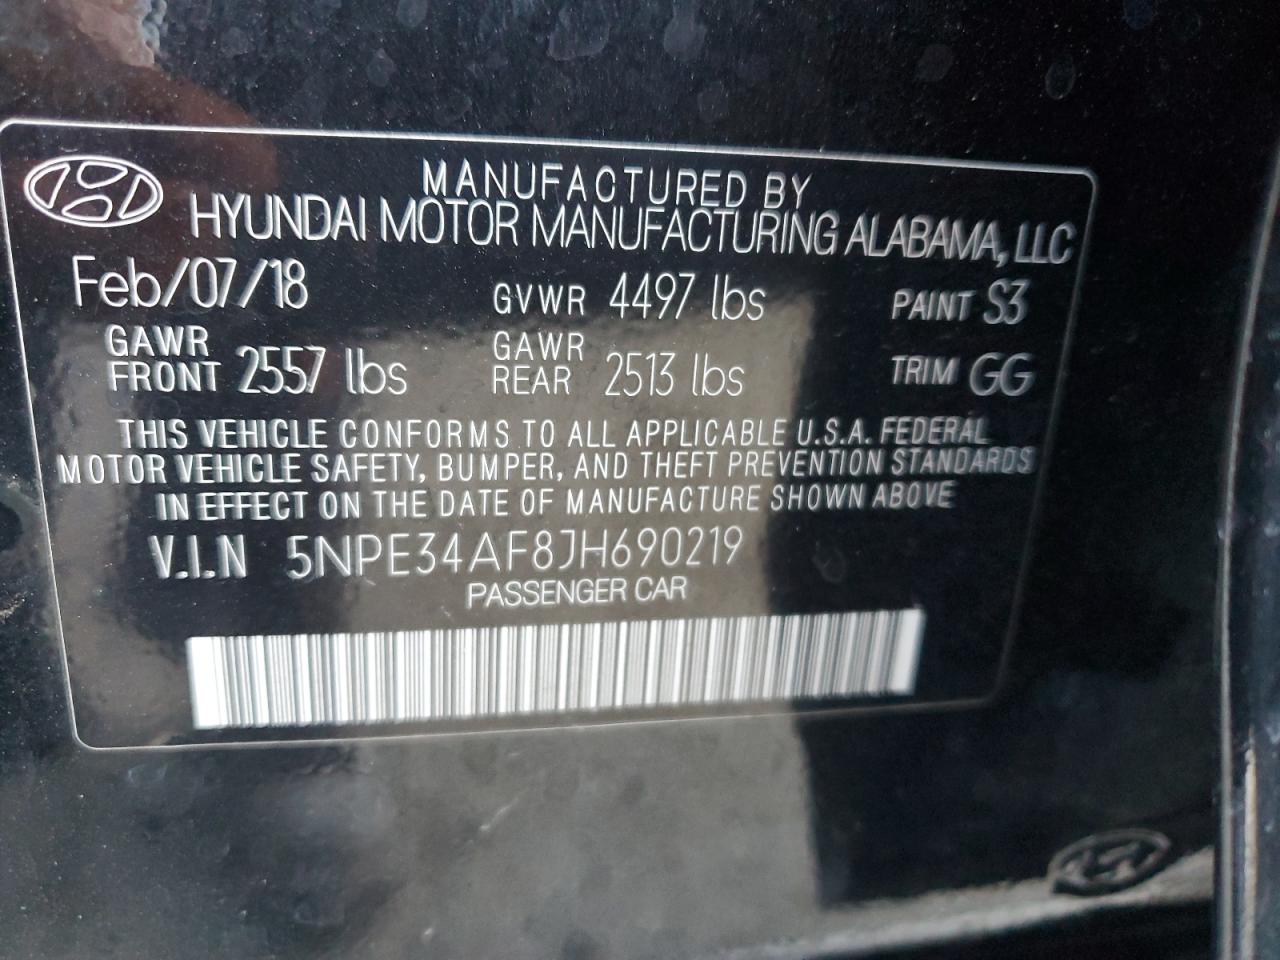 MANUFACTURED BY
HYUNDAI MOTOR MANUFACTURING ALABAMA, LLC
Feb/07/18 GVWR 4497 lbs PAINT S3
GAWR FRONT 2557 lbs GAWR REAR 2513 lbs TRIM GG
THIS VEHICLE CONFORMS TO ALL APPLICABLE U.S.A. FEDERAL
MOTOR VEHICLE SAFETY, BUMPER, AND THEFT PREVENTION STANDARDS
IN EFFECT ON THE DATE OF MANUFACTURE SHOWN ABOVE
V.I.N 5NPE34AF8JH690219
PASSENGER CAR